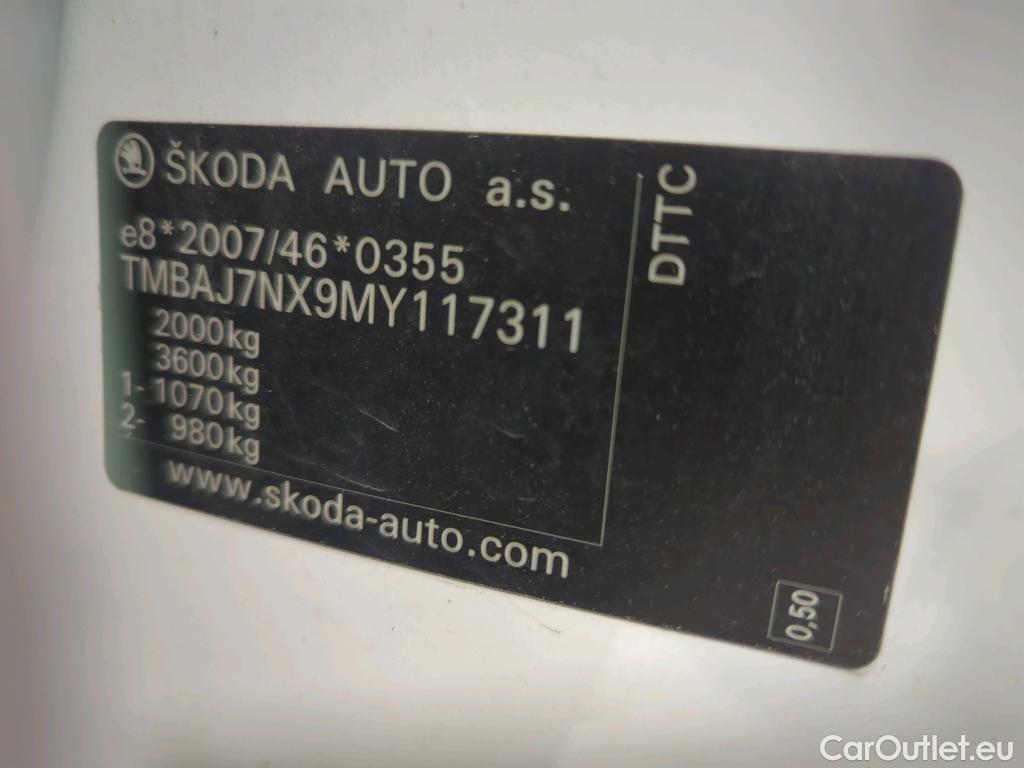 ŠKODA AUTO a.s.
e8*2007/46*0355
TMBAJ7NX9MY117311
2000kg
3600kg
1- 1070kg
2- 980kg
www.skoda-auto.com
DTTC
0,50
CarOutlet.eu